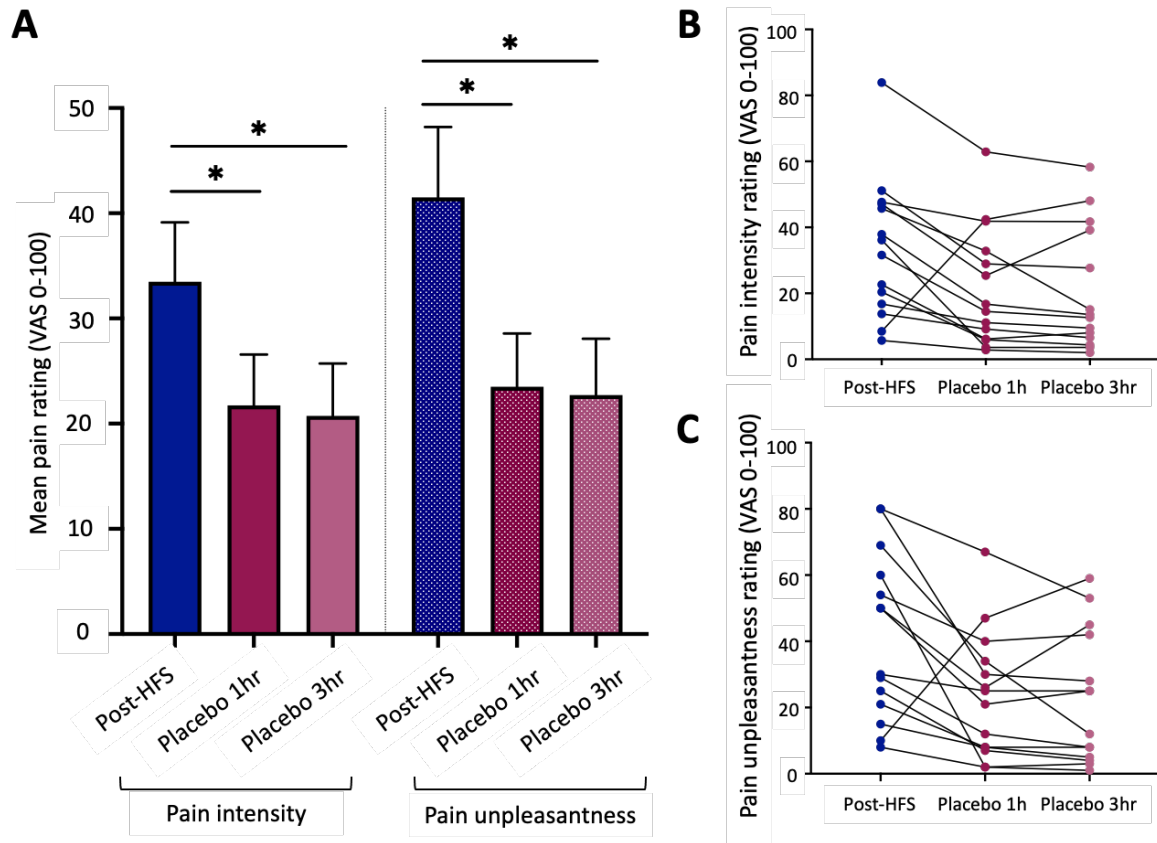 A
Mean pain rating (VAS 0-100)
50
40
30
20
10
0
*
*
*
*
Post-HFS
Placebo 1hr
Placebo 3hr
Post-HFS
Placebo 1hr
Placebo 3hr
Pain intensity
Pain unpleasantness
B
Pain intensity rating (VAS 0-100)
100
80
60
40
20
0
Post-HFS Placebo 1h Placebo 3hr
C
Pain unpleasantness rating (VAS 0-100)
100
80
60
40
20
0
Post-HFS Placebo 1h Placebo 3hr